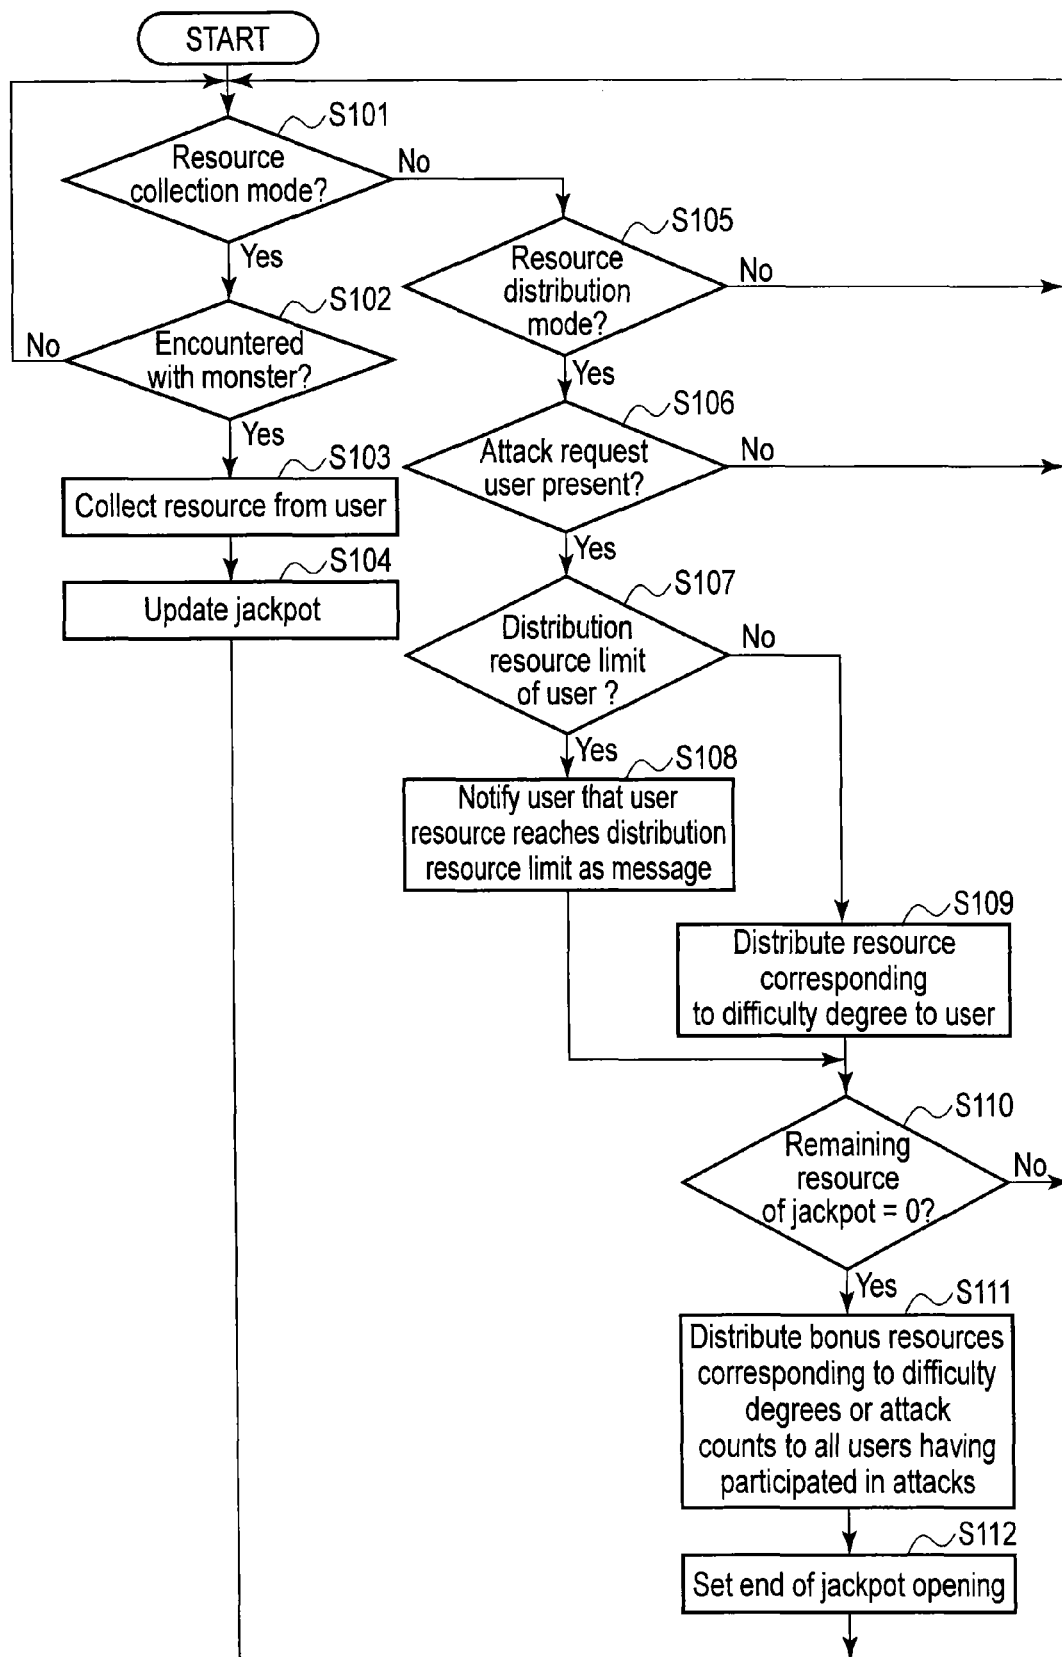 START
S101
Resource
collection mode?
No
Yes
S105
Resource
distribution
mode?
No
Yes
S102
Encountered
with monster?
No
Yes
S106
Attack request
user present?
No
Yes
S103
Collect resource from user
S104
Update jackpot
S107
Distribution
resource limit
of user ?
No
Yes
S108
Notify user that user
resource reaches distribution
resource limit as message
S109
Distribute resource
corresponding
to difficulty degree to user
S110
Remaining
resource
of jackpot = 0?
No
Yes
S111
Distribute bonus resources
corresponding to difficulty
degrees or attack
counts to all users having
participated in attacks
S112
Set end of jackpot opening